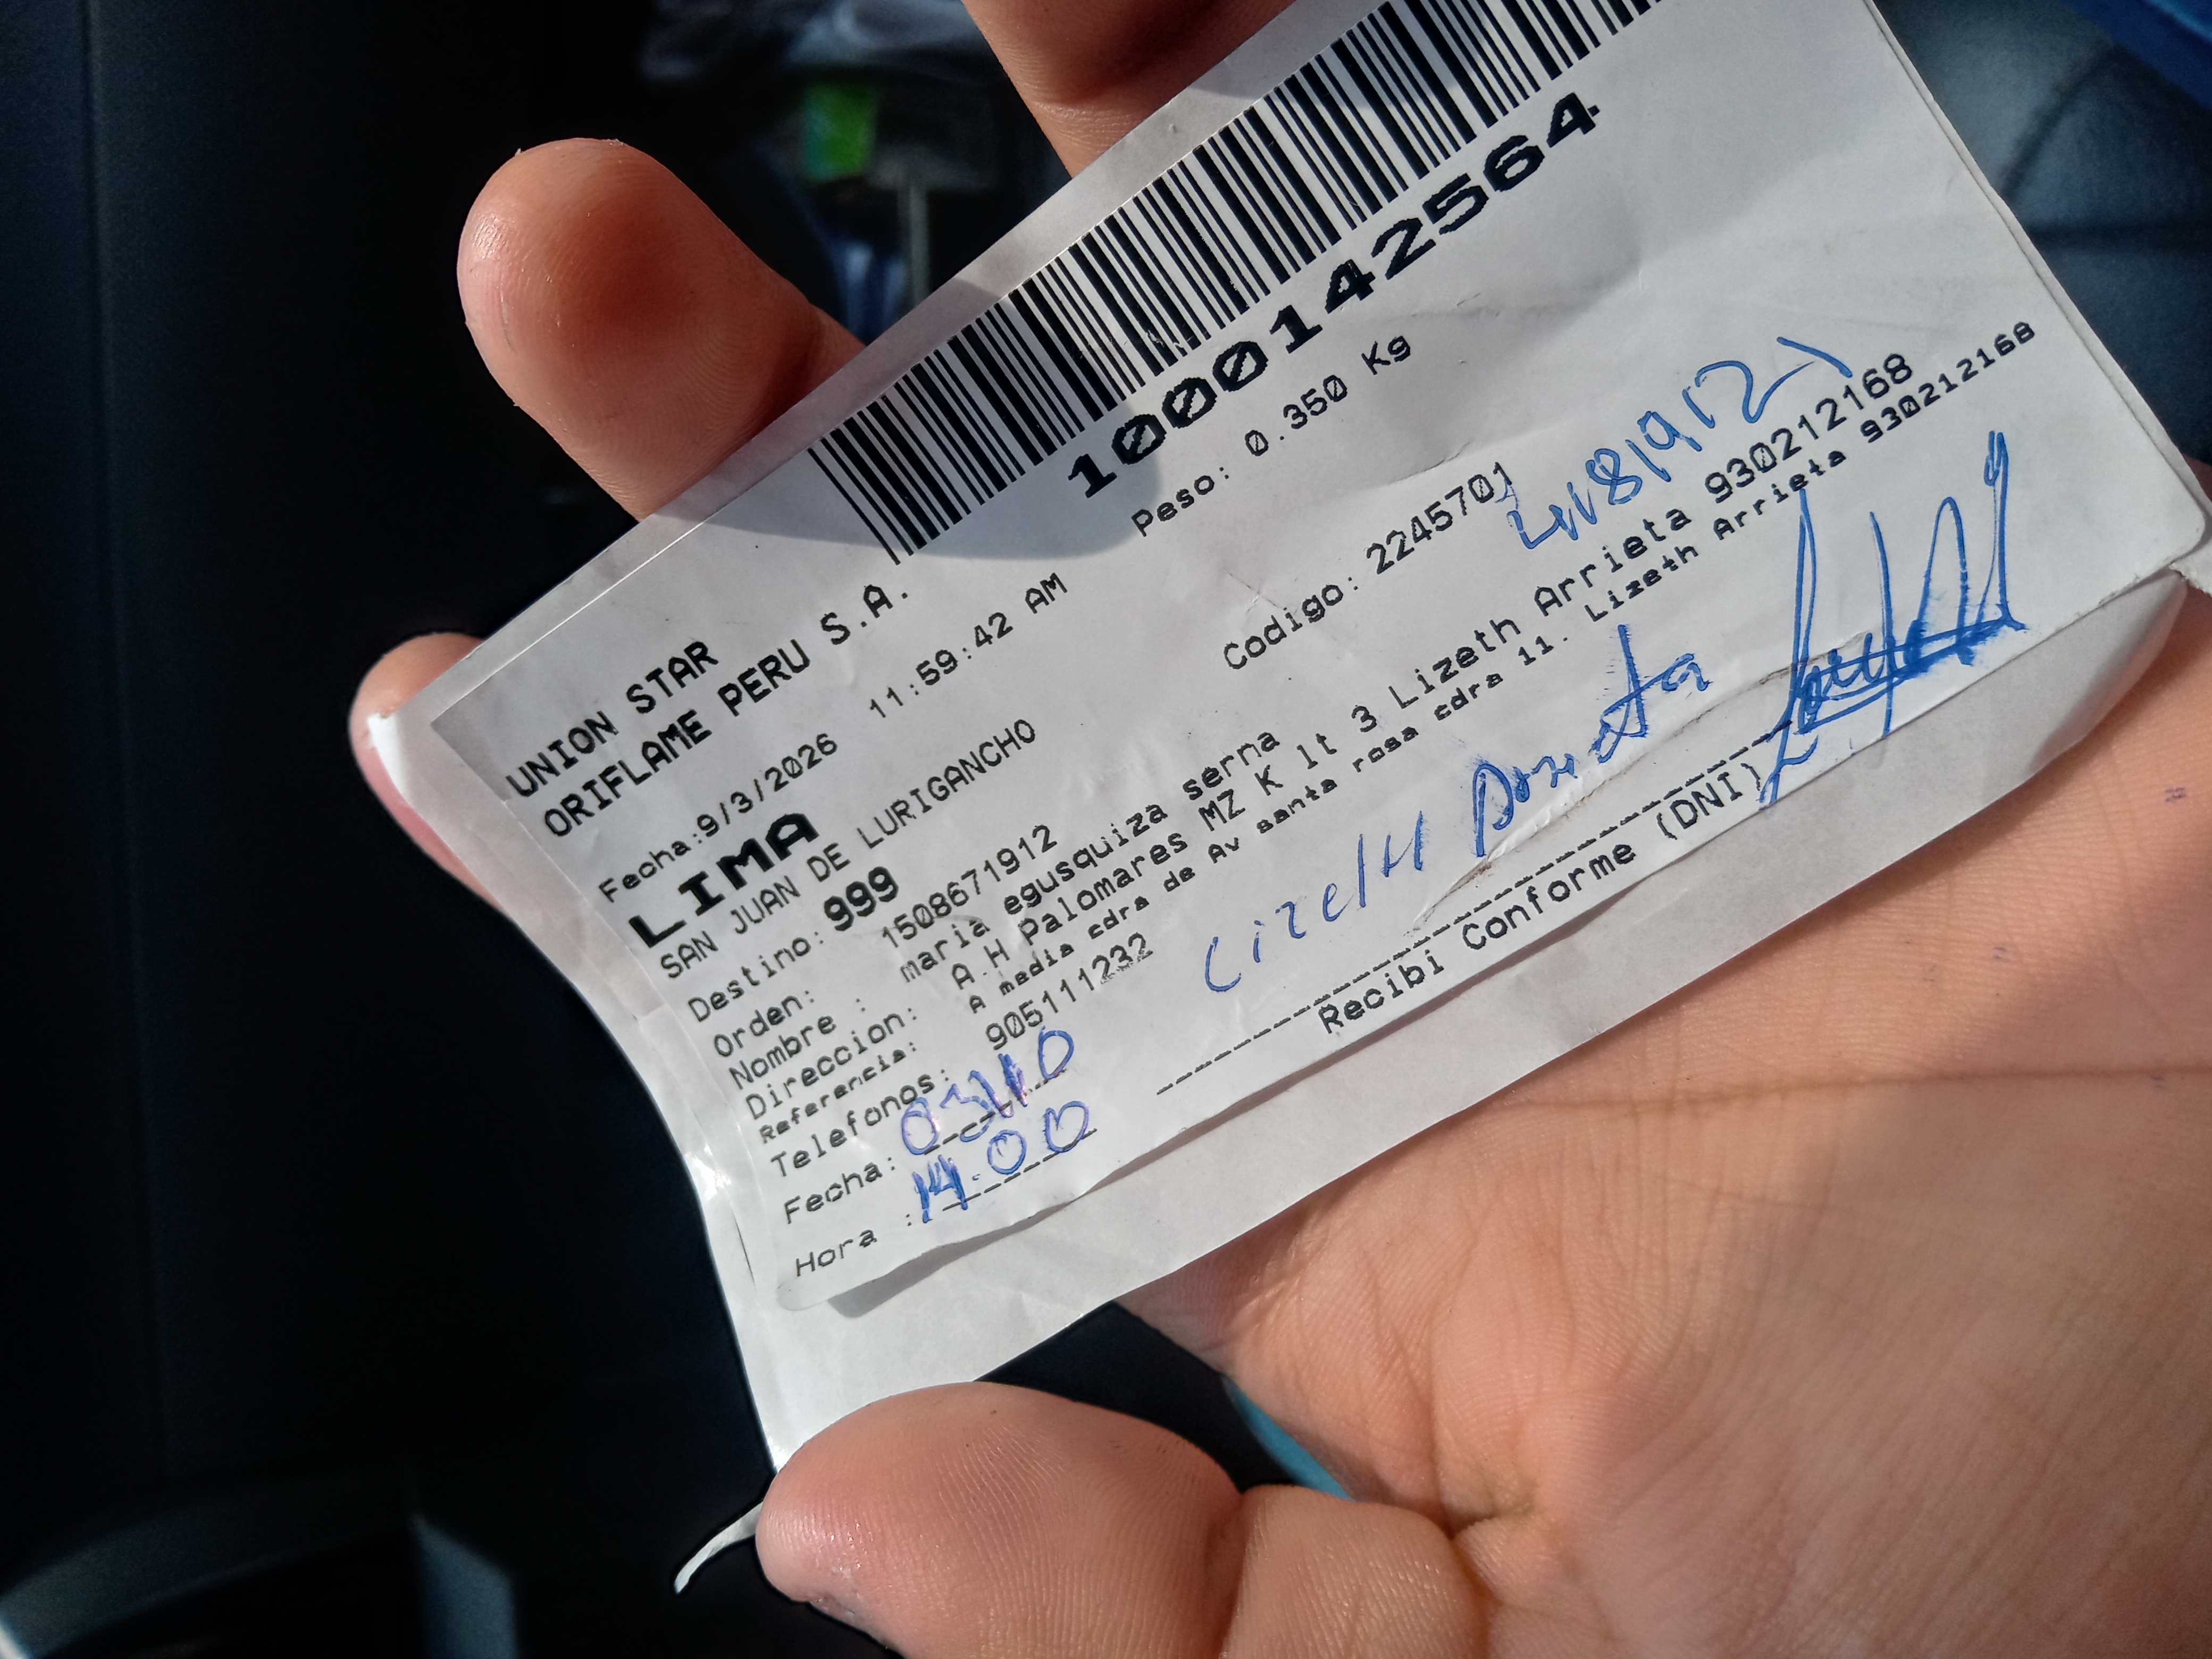 10000142564
UNION STAR
ORIFLAME PERU S.A.
Fecha:9/3/2026 11:59:42 AM Peso: 0.350 Kg
LIMA
SAN JUAN DE LURIGANCHO Codigo: 2245701
Destino: 999
Orden: 1508671912
Nombre : maria egusquiza serna
Direccion: A.H Palomares MZ K lt 3 Lizeth Arrieta 930212168
Referencia: A media cdra de Av santa rosa cdra 11. Lizeth Arrieta 930212168
Telefonos: 905111232
Fecha:
Hora : 14:00
Recibi Conforme (DNI)